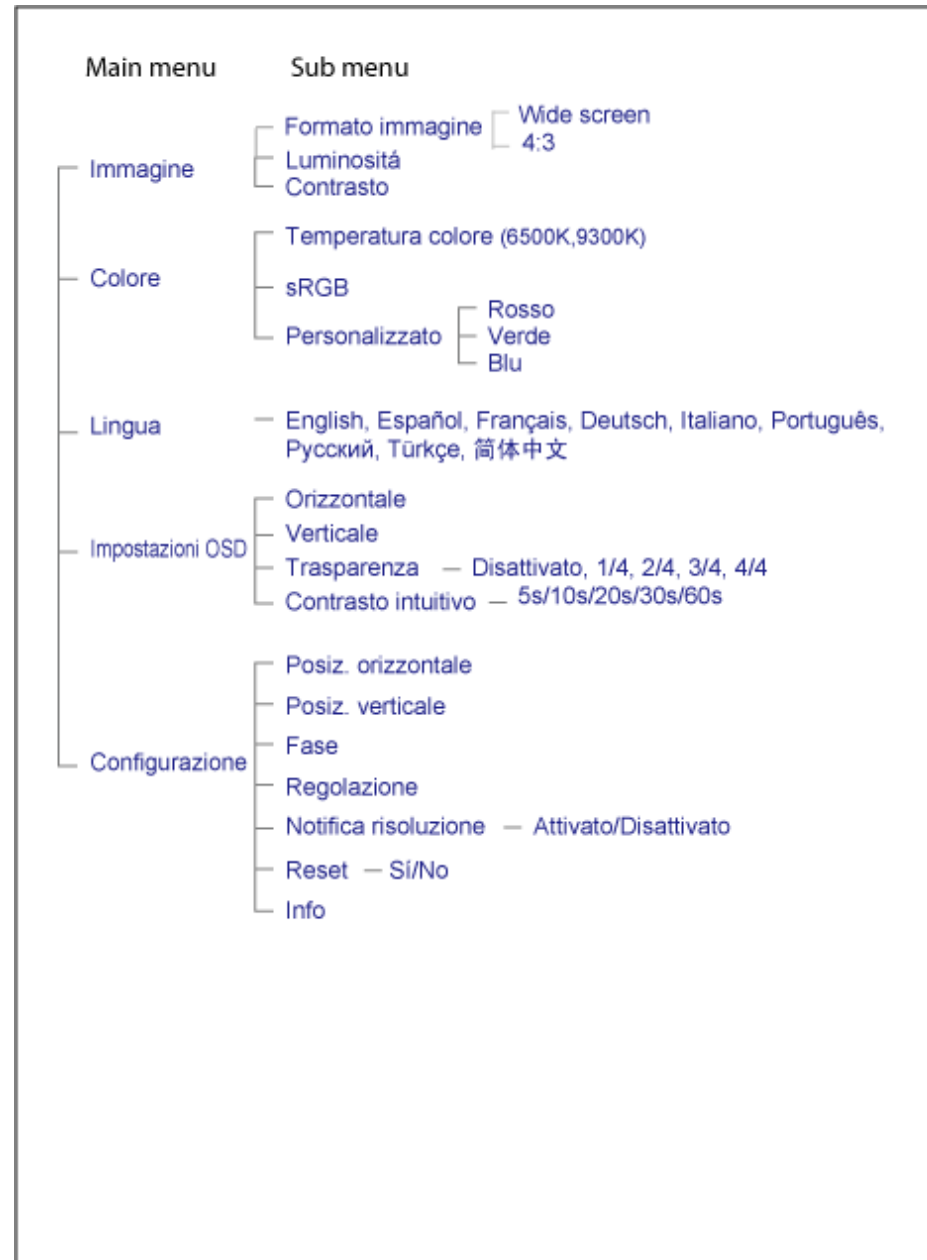 Main menu Sub menu
Immagine
Formato immagine
Wide screen
4:3
Luminositá
Contrasto
Colore
Temperatura colore (6500K,9300K)
sRGB
Personalizzato
Rosso
Verde
Blu
Lingua
English, Español, Français, Deutsch, Italiano, Português,
Русский, Türkçe, 简体中文
Impostazioni OSD
Orizzontale
Verticale
Trasparenza — Disattivato, 1/4, 2/4, 3/4, 4/4
Contrasto intuitivo — 5s/10s/20s/30s/60s
Configurazione
Posiz. orizzontale
Posiz. verticale
Fase
Regolazione
Notifica risoluzione — Attivato/Disattivato
Reset — Sí/No
Info